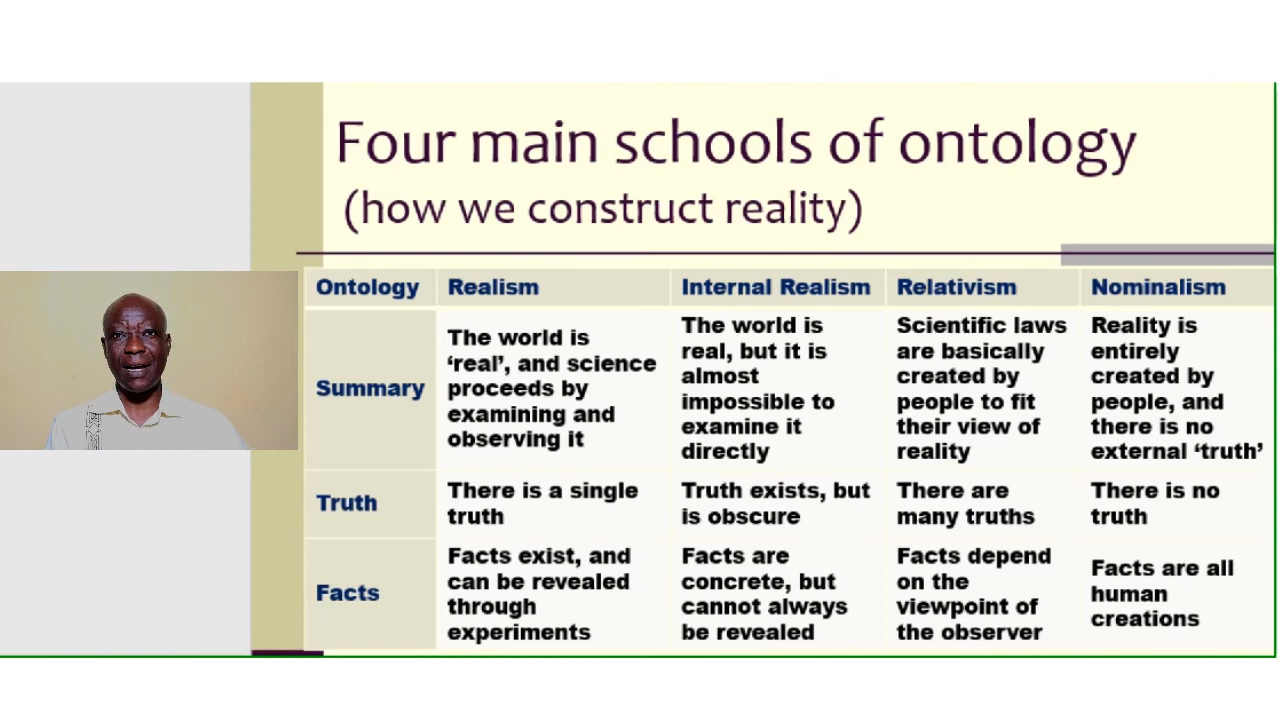 Four main schools of ontology
(how we construct reality)
Ontology
Realism
Internal Realism
Relativism
Nominalism
Summary
The world is
‘real’, and science
proceeds by
examining and
observing it
The world is
real, but it is
almost
impossible to
examine it
directly
Scientific laws
are basically
created by
people to fit
their view of
reality
Reality is
entirely
created by
people, and
there is no
external ‘truth’
Truth
There is a single
truth
Truth exists, but
is obscure
There are
many truths
There is no
truth
Facts
Facts exist, and
can be revealed
through
experiments
Facts are
concrete, but
cannot always
be revealed
Facts depend
on the
viewpoint of
the observer
Facts are all
human
creations